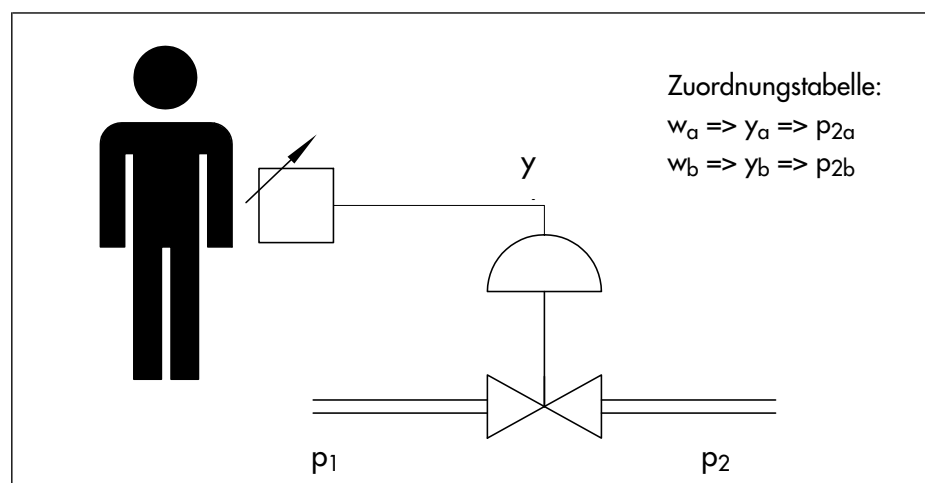 Zuordnungstabelle:
wa => ya => p2a
wb => yb => p2b
y
p1
p2